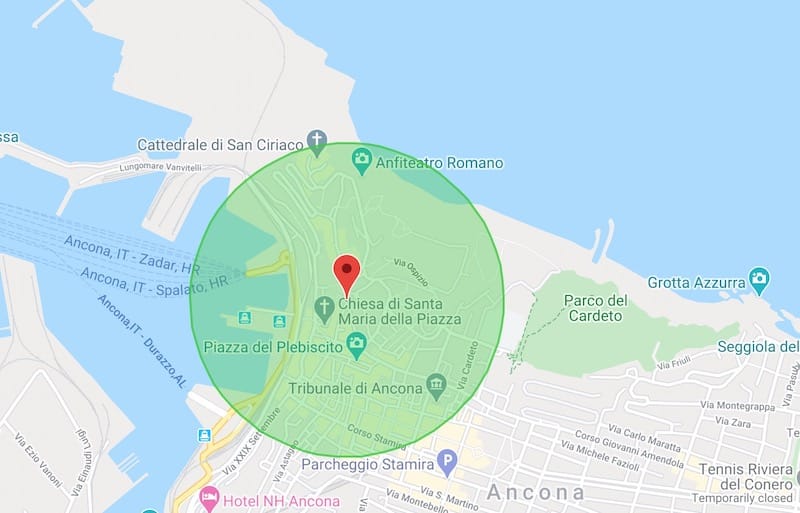 ssa
Cattedrale di San Ciriaco
Anfiteatro Romano
Lungomare Vanvitelli
Ancona, IT - Zadar, HR
Ancona, IT - Spalato, HR
Ancona,IT - Durazzo,AL
Via Ospizio
Grotta Azzurra
Parco del
Cardeto
Chiesa di Santa
Maria della Piazza
Piazza del Plebiscito
Seggiola del
Via Friuli
Via Pasub
Via Cardeto
Tribunale di Ancona
Via Montegrappa
Via Zara
Via XXIX Settembre
Via Astagno
Corso Stamira
Corso Giovanni Amendola
Via Carlo Maratta
Via Michele Fazioli
Via Ezio Vanoni
Via Einaudi Luigi
Parcheggio Stamira
P
Tennis Riviera
del Conero
Temporarily closed
Hotel NH Ancona
Via S. Martino
Via Montebello
Ancona